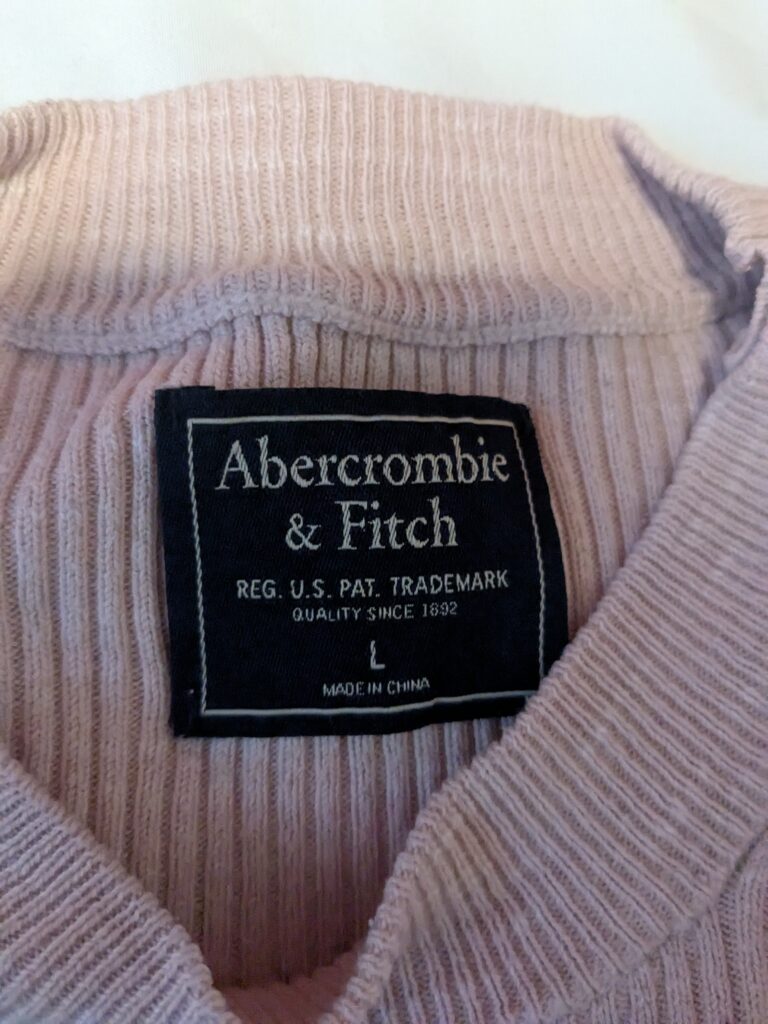 Abercrombie
& Fitch
REG. U.S. PAT. TRADEMARK
QUALITY SINCE 1892
L
MADE IN CHINA